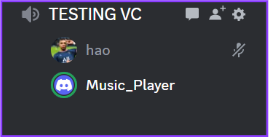 TESTING VC
hao
Music_Player